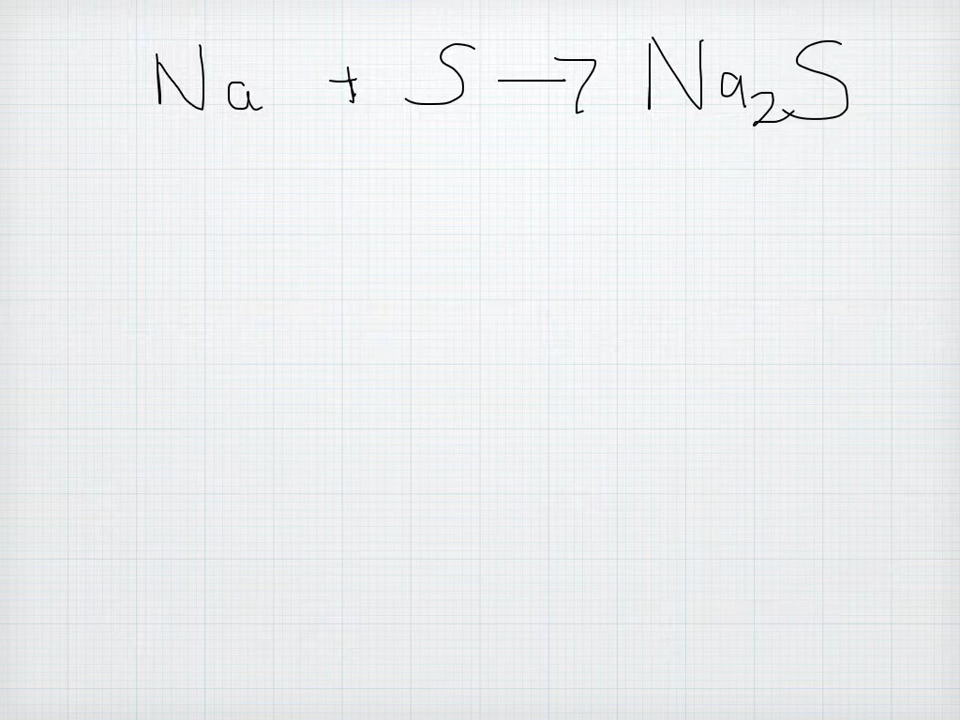 Na + S → Na₂S